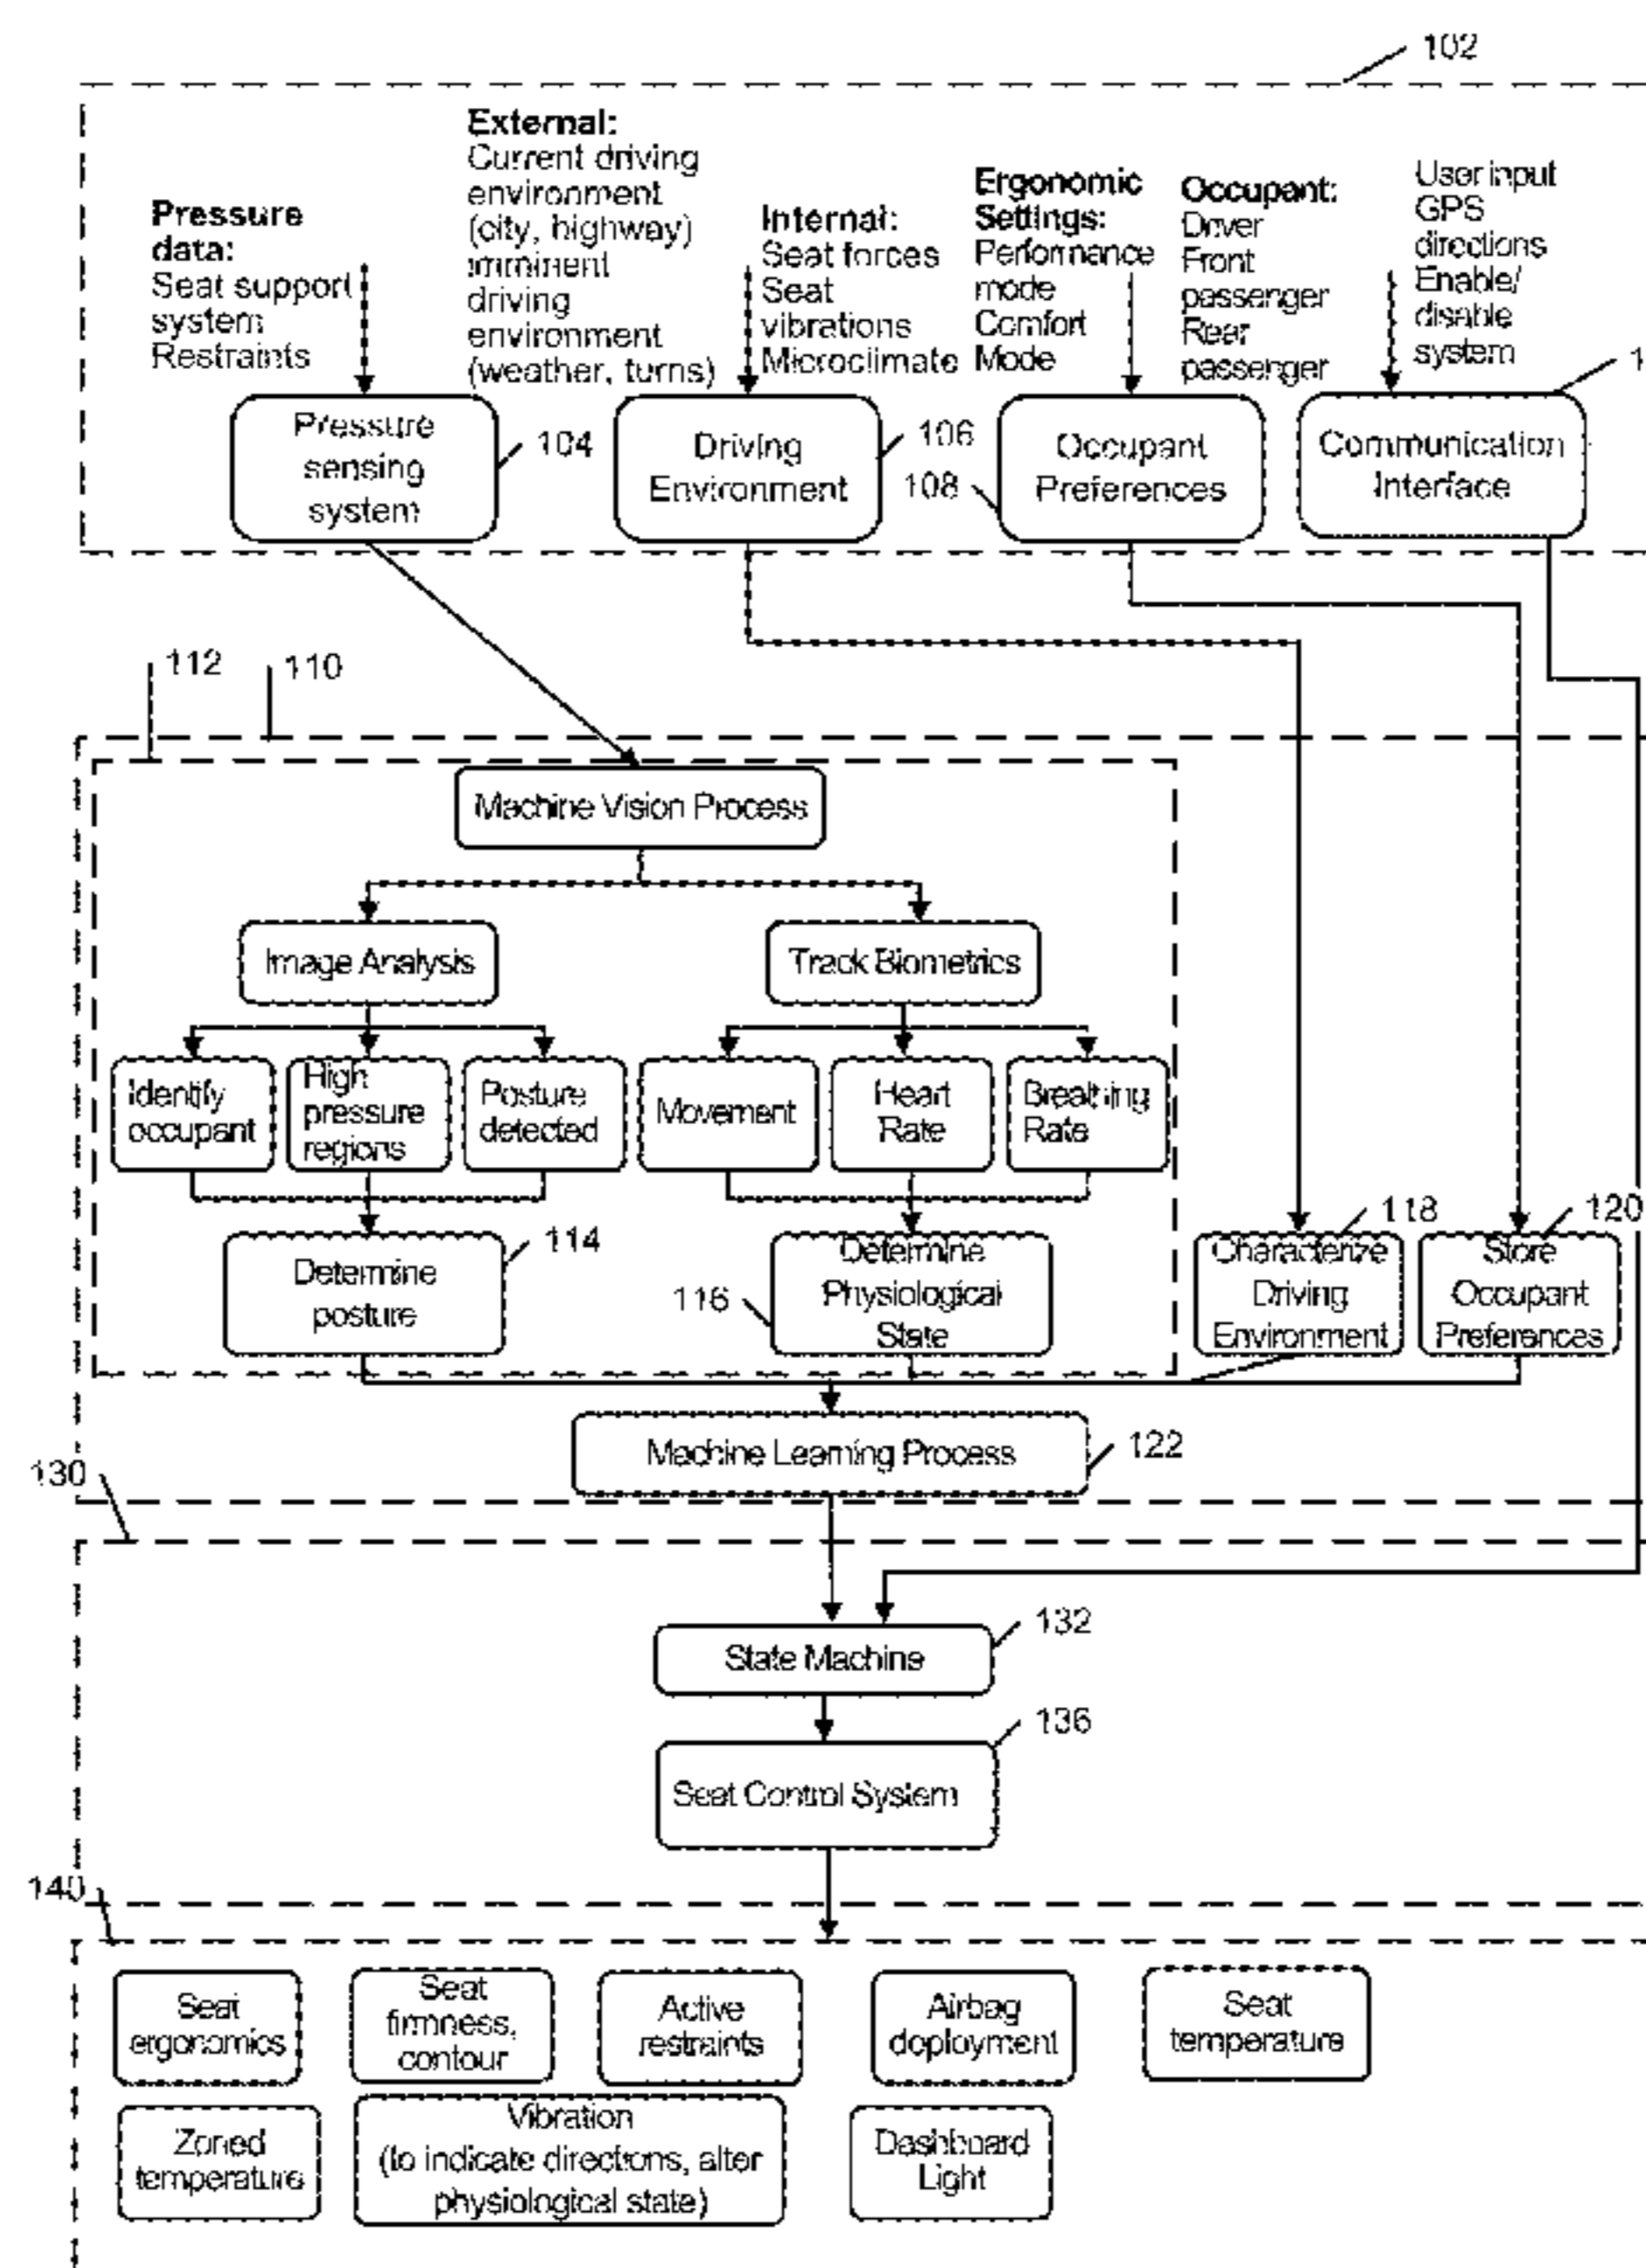 102
Pressure
data:
Seat support
system
Restraints
External:
Current driving
environment
(city, highway)
imminent
driving
environment
(weather, turns)
Internal:
Seat forces
Seat
vibrations
Microclimate
Ergonomic
Settings:
Performance
mode
Comfort
Mode
Occupant:
Driver
Front
passenger
Rear
passenger
User input
GPS
directions
Enable/
disable
system
Pressure
sensing
system
104
Driving
Environment
106
108
Occupant
Preferences
Communication
Interface
1
112
110
Machine Vision Process
Image Analysis
Track Biometrics
Identify
occupant
High
pressure
regions
Posture
detected
Movement
Heart
Rate
Breathing
Rate
Determine
posture
114
116
Determine
Physiological
State
118
Characterize
Driving
Environment
120
Store
Occupant
Preferences
Machine Learning Process
122
130
State Machine
132
Seat Control System
136
140
Seat
ergonomics
Seat
firmness,
contour
Active
restraints
Airbag
deployment
Seat
temperature
Zoned
temperature
Vibration
(to indicate directions, alter
physiological state)
Dashboard
Light